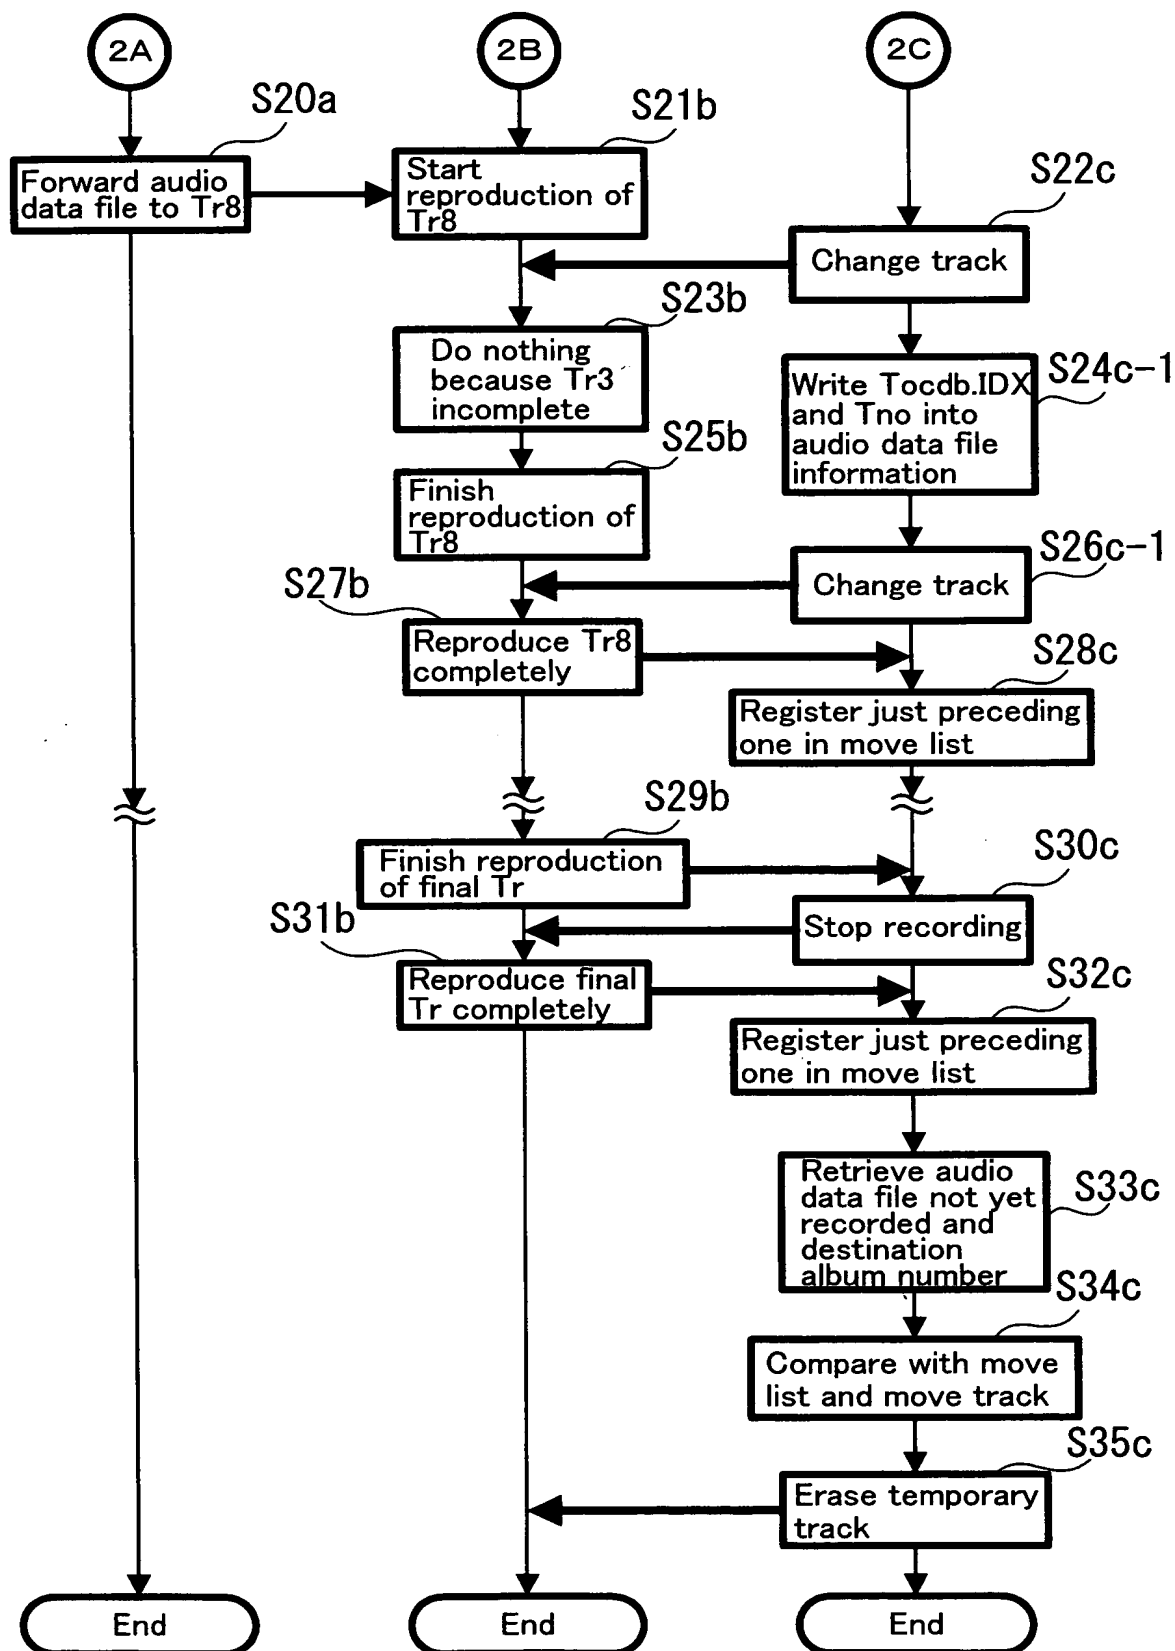 2A
2B
2C
S20a
S21b
Forward audio
data file to Tr8
Start
reproduction of
Tr8
S22c
Change track
S23b
Do nothing
because Tr3
incomplete
S24c-1
Write Tocdb.IDX
and Tno into
audio data file
information
S25b
Finish
reproduction of
Tr8
S26c-1
Change track
S27b
Reproduce Tr8
completely
S28c
Register just preceding
one in move list
S29b
Finish reproduction
of final Tr
S30c
Stop recording
S31b
Reproduce final
Tr completely
S32c
Register just preceding
one in move list
S33c
Retrieve audio
data file not yet
recorded and
destination
album number
S34c
Compare with move
list and move track
S35c
Erase temporary
track
End
End
End